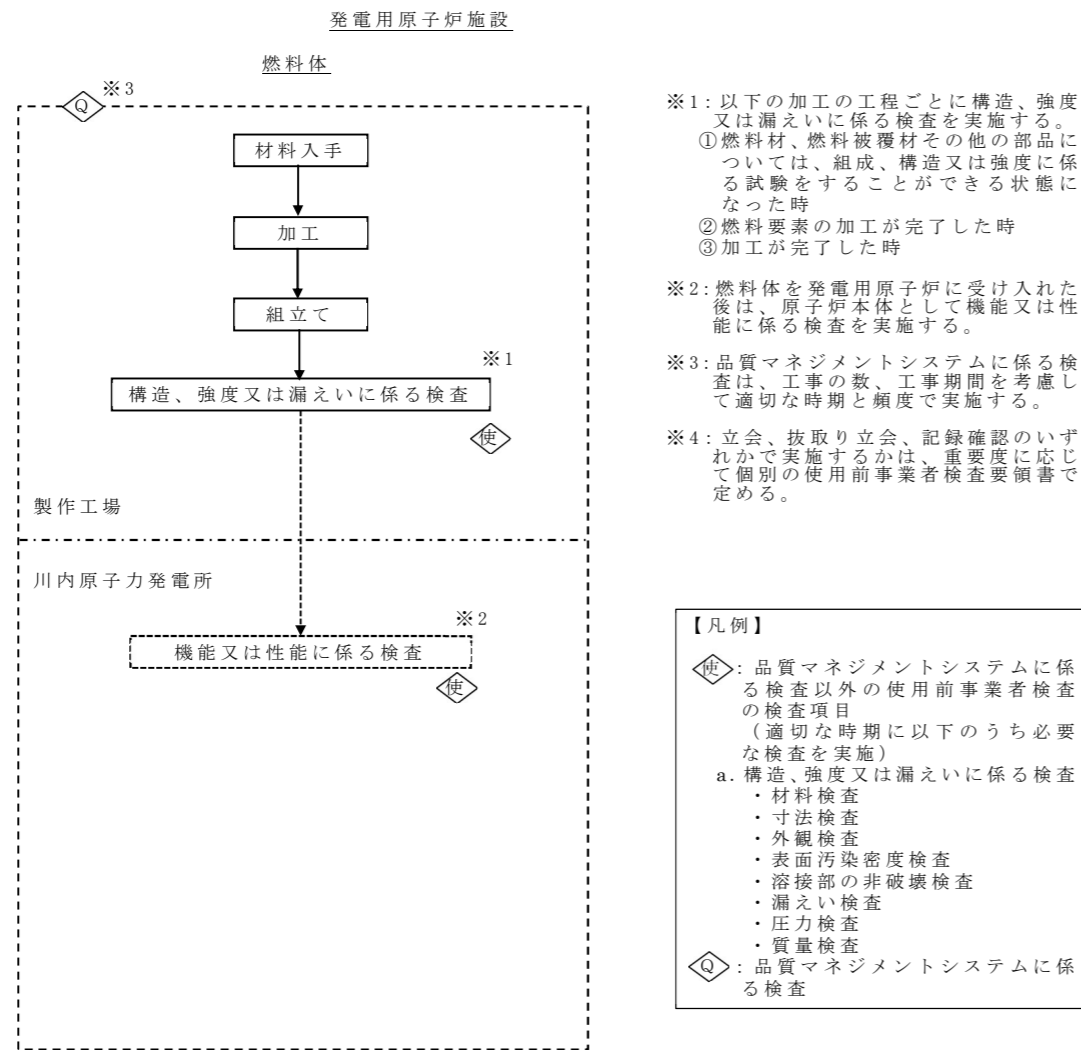 発電用原子炉施設
燃料体
Q
※3
材料入手
加工
組立て
※1
構造、強度又は漏えいに係る検査
使
製作工場
川内原子力発電所
※2
機能又は性能に係る検査
使
※1:以下の加工の工程ごとに構造、強度
又は漏えいに係る検査を実施する。
①燃料材、燃料被覆材その他の部品に
ついては、組成、構造又は強度に係
る試験をすることができる状態に
なった時
②燃料要素の加工が完了した時
③加工が完了した時
※2:燃料体を発電用原子炉に受け入れた
後は、原子炉本体として機能又は性
能に係る検査を実施する。
※3:品質マネジメントシステムに係る検
査は、工事の数、工事期間を考慮し
て適切な時期と頻度で実施する。
※4:立会、抜取り立会、記録確認のいず
れかで実施するかは、重要度に応じ
て個別の使用前事業者検査要領書で
定める。
【凡例】
使:品質マネジメントシステムに係
る検査以外の使用前事業者検査
の検査項目
(適切な時期に以下のうち必要
な検査を実施)
a.構造、強度又は漏えいに係る検査
・材料検査
・寸法検査
・外観検査
・表面汚染密度検査
・溶接部の非破壊検査
・漏えい検査
・圧力検査
・質量検査
Q:品質マネジメントシステムに係
る検査